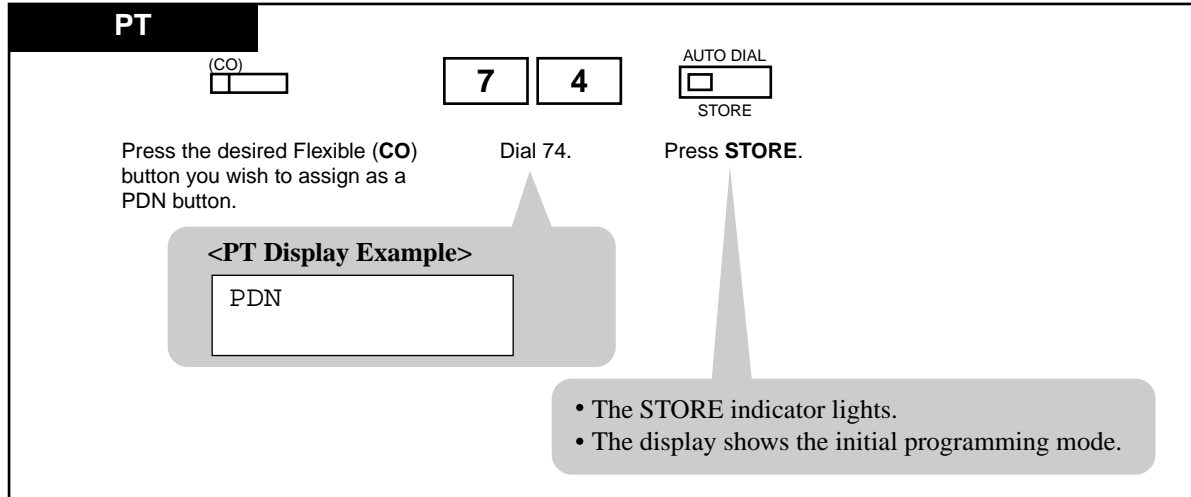 PT
(CO)
7 4
AUTO DIAL
STORE
Press the desired Flexible (CO)
button you wish to assign as a
PDN button.
Dial 74.
Press STORE.
<PT Display Example>
PDN
• The STORE indicator lights.
• The display shows the initial programming mode.